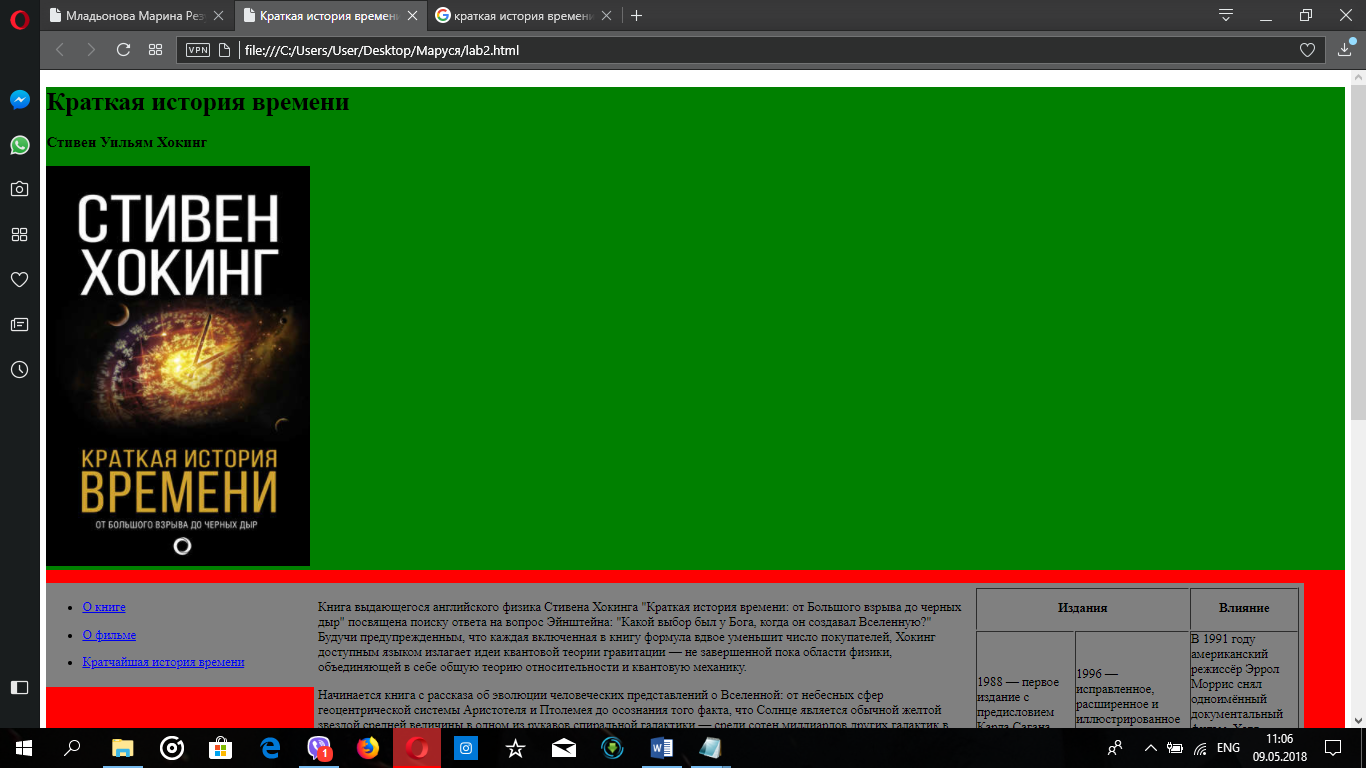 Младьонова Марина Рез
Краткая история времени
краткая история времени
VPN
file:///C:/Users/User/Desktop/Маруся/lab2.html
Краткая история времени
Стивен Уильям Хокинг
СТИВЕН
ХОКИНГ
КРАТКАЯ ИСТОРИЯ
ВРЕМЕНИ
ОТ БОЛЬШОГО ВЗРЫВА ДО ЧЕРНЫХ ДЫР
О книге
О фильме
Кратчайшая история времени
Книга выдающегося английского физика Стивена Хокинга "Краткая история времени: от Большого взрыва до черных
дыр" посвящена поиску ответа на вопрос Эйнштейна: "Какой выбор был у Бога, когда он создавал Вселенную?"
Будучи предупрежденным, что каждая включенная в книгу формула вдвое уменьшит число покупателей, Хокинг
доступным языком излагает идеи квантовой теории гравитации — не завершенной пока области физики,
объединяющей в себе общую теорию относительности и квантовую механику.
Начинается книга с рассказа об эволюции человеческих представлений о Вселенной: от небесных сфер
геоцентрической системы Аристотеля и Птолемея до осознания того факта, что Солнце является обычной желтой
звездой средней величины в одном из рукавов спиральной галактики — среди сотен миллиардов других галактик в
Издания
Влияние
1988 — первое
издание с
предисловием
Карла Сагана
1996 —
исправленное,
расширенное и
иллюстрированное
В 1991 году
американский
режиссёр Эррол
Моррис снял
одноимённый
документальный
1
ENG
11:06
09.05.2018